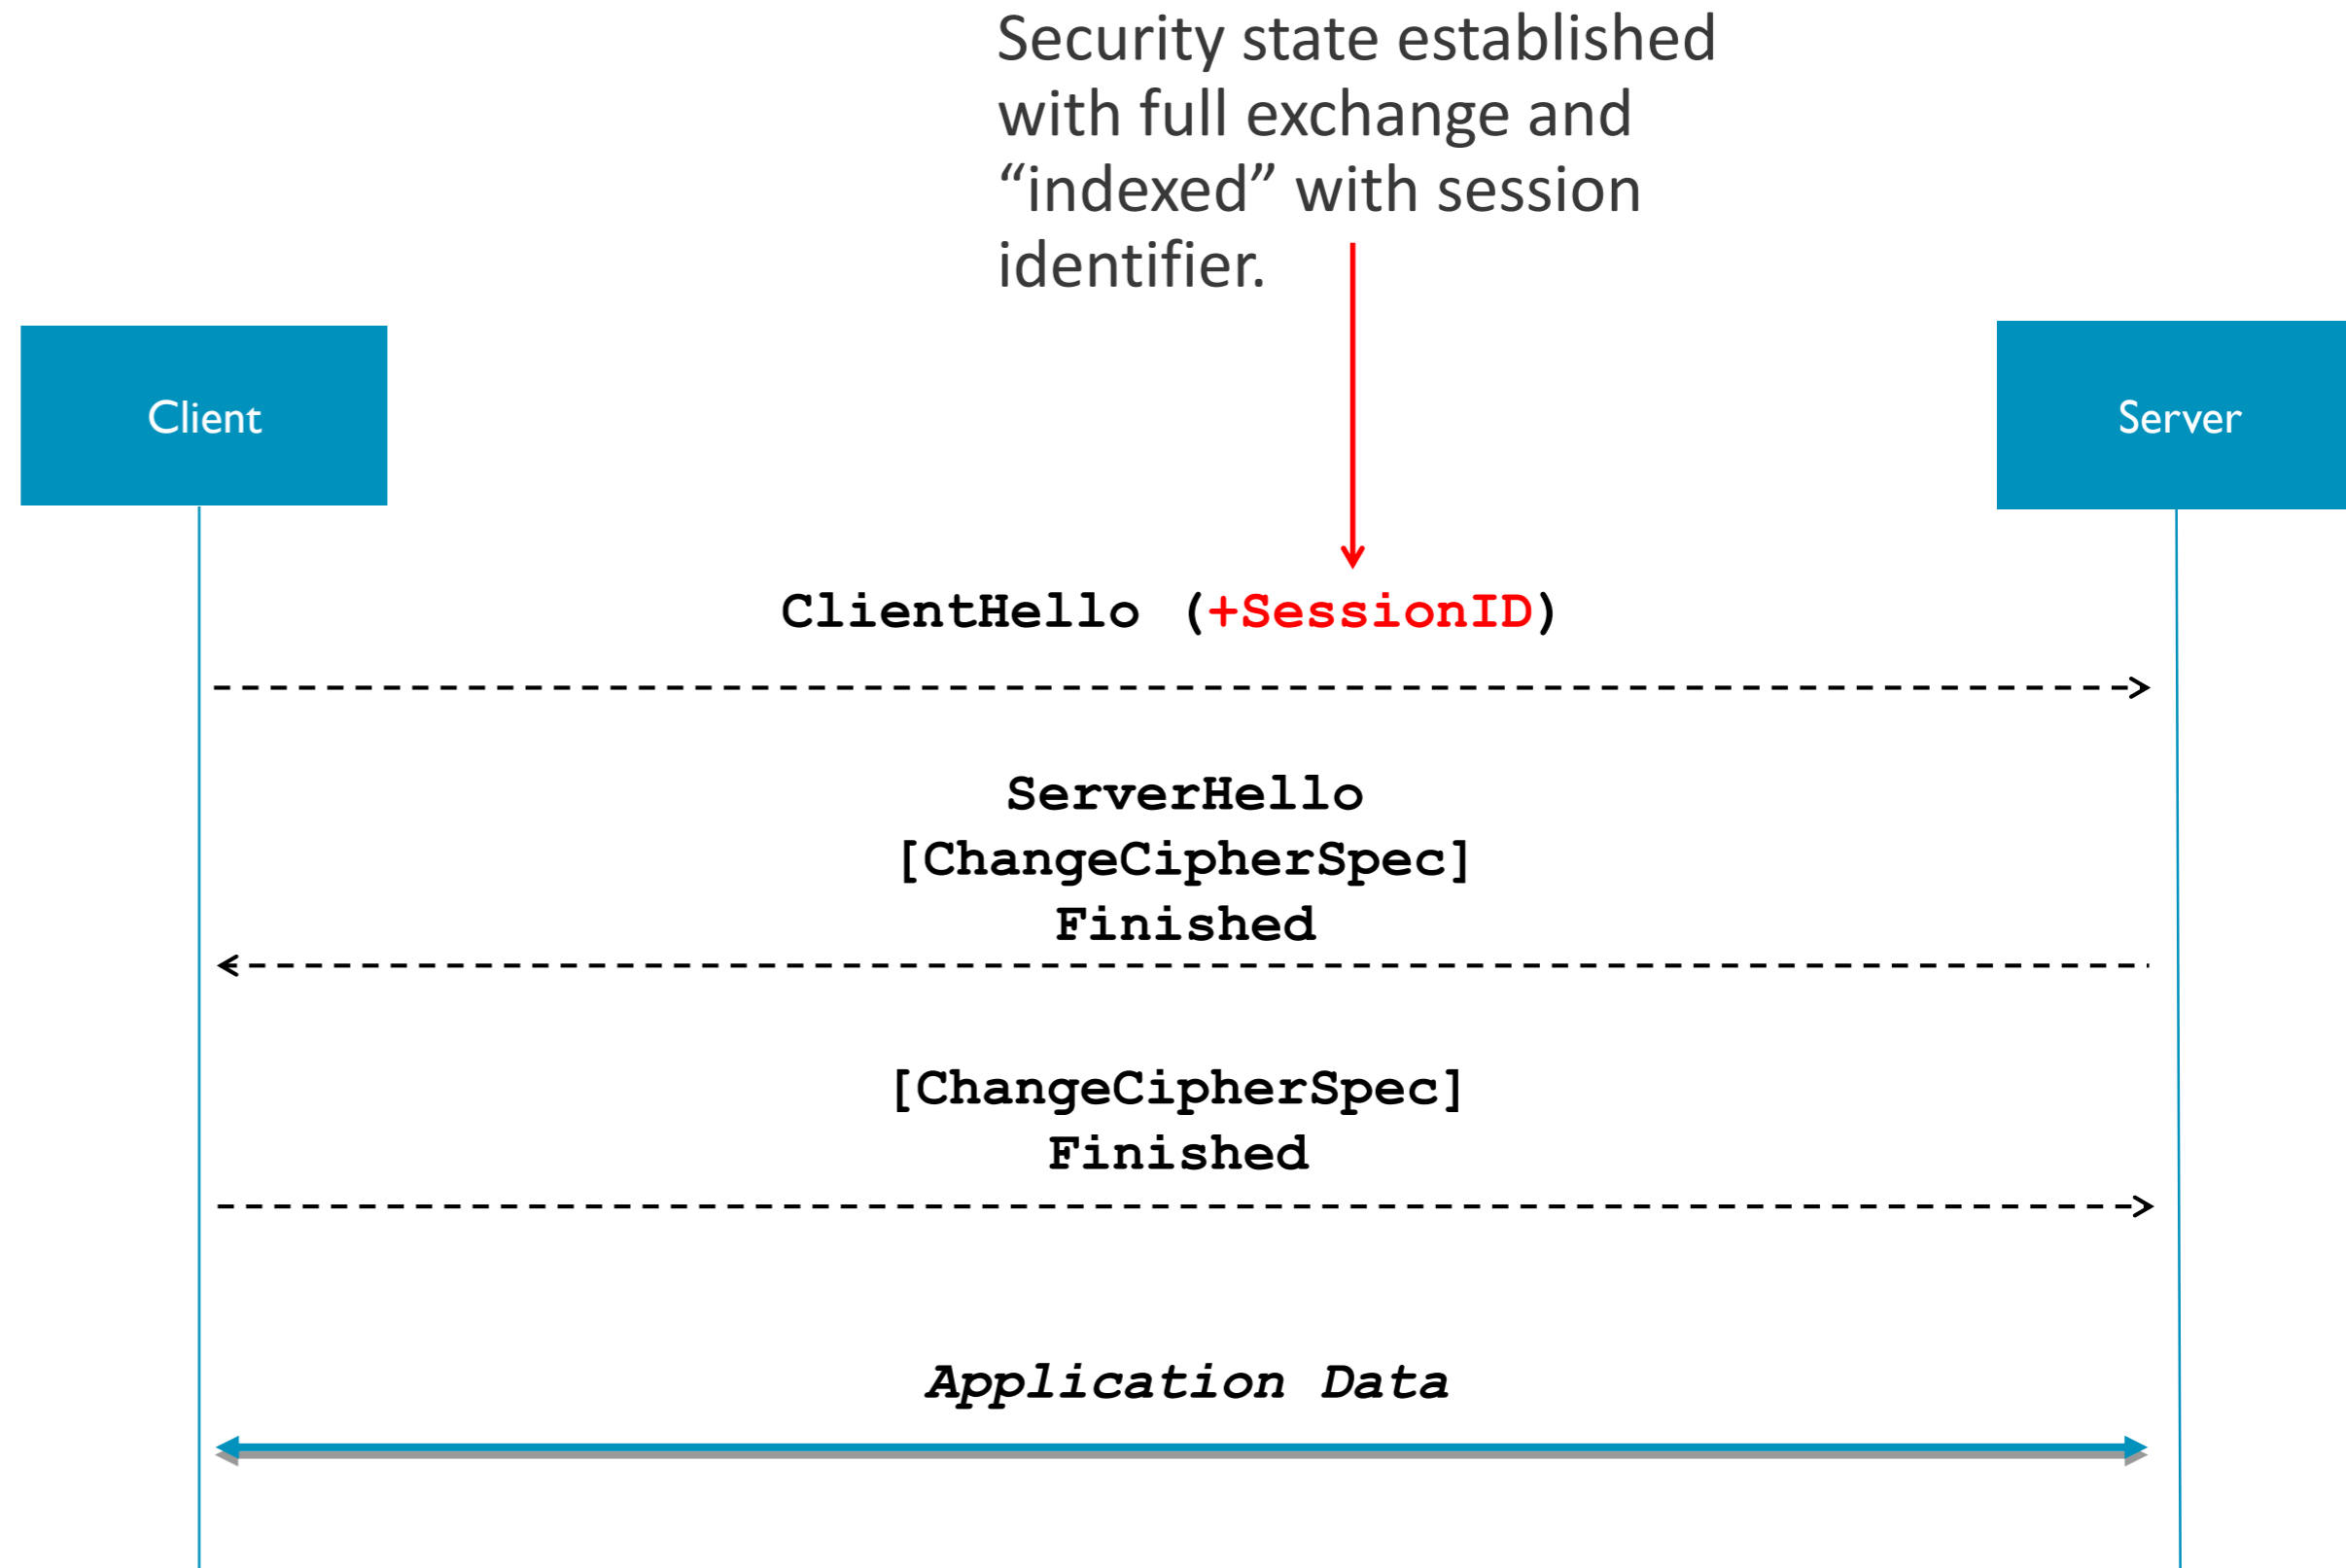 Security state established
with full exchange and
“indexed” with session
identifier.
Client
Server
ClientHello (+SessionID)
ServerHello
[ChangeCipherSpec]
Finished
[ChangeCipherSpec]
Finished
Application Data